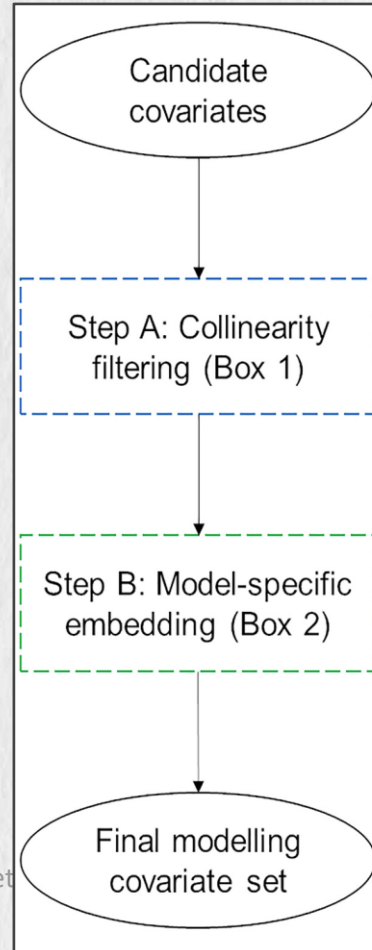 Candidate
covariates
Step A: Collinearity
filtering (Box 1)
Step B: Model-specific
embedding (Box 2)
Final modelling
covariate set